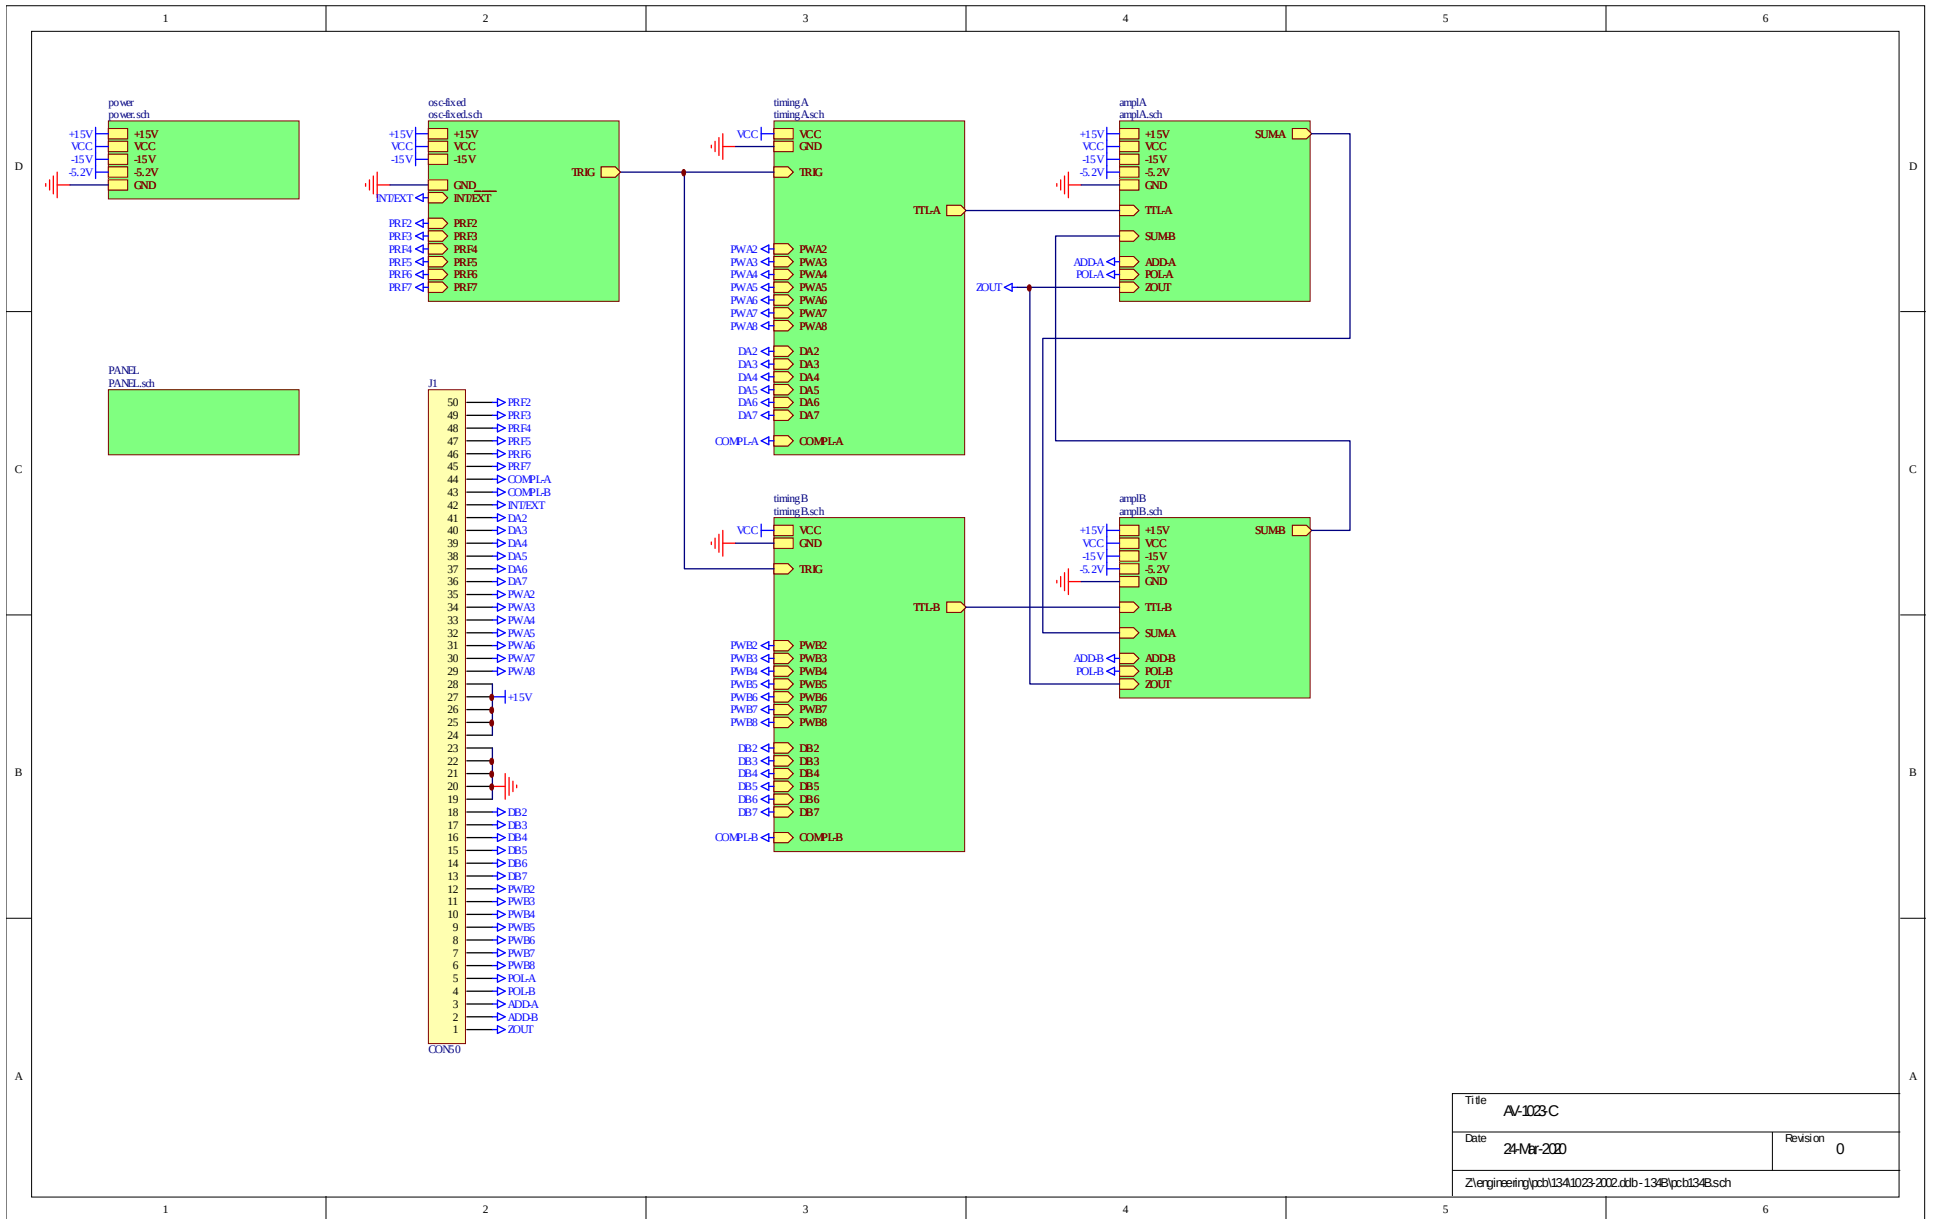 1 2 3 4 5 6
D D
C C
B B
A A
power
power.sch
+15V +15V
VCC VCC
-15V -15V
-5.2V -5.2V
GND
osc-fixed
osc-fixed.sch
+15V +15V
VCC VCC
-15V -15V
TRIG
GND
INT/EXT INT/EXT
PRF2 PRF2
PRF3 PRF3
PRF4 PRF4
PRF5 PRF5
PRF6 PRF6
PRF7 PRF7
timingA
timingA.sch
VCC VCC
GND
TRIG
TTL-A
PWA2 PWA2
PWA3 PWA3
PWA4 PWA4
PWA5 PWA5
PWA6 PWA6
PWA7 PWA7
PWA8 PWA8
DA2 DA2
DA3 DA3
DA4 DA4
DA5 DA5
DA6 DA6
DA7 DA7
COMPL-A COMPL-A
amplA
amplA.sch
+15V +15V SUM-A
VCC VCC
-15V -15V
-5.2V -5.2V
GND
TTL-A
SUM-B
ADD-A ADD-A
POL-A POL-A
ZOUT ZOUT
PANEL
PANEL.sch
J1
50 PRF2
49 PRF3
48 PRF4
47 PRF5
46 PRF6
45 PRF7
44 COMPL-A
43 COMPL-B
42 INT/EXT
41 DA2
40 DA3
39 DA4
38 DA5
37 DA6
36 DA7
35 PWA2
34 PWA3
33 PWA4
32 PWA5
31 PWA6
30 PWA7
29 PWA8
28
27 +15V
26
25
24
23
22
21
20
19
18 DB2
17 DB3
16 DB4
15 DB5
14 DB6
13 DB7
12 PWB2
11 PWB3
10 PWB4
9 PWB5
8 PWB6
7 PWB7
6 PWB8
5 POL-A
4 POL-B
3 ADD-A
2 ADD-B
1 ZOUT
CON50
timingB
timingB.sch
VCC VCC
GND
TRIG
TTL-B
PWB2 PWB2
PWB3 PWB3
PWB4 PWB4
PWB5 PWB5
PWB6 PWB6
PWB7 PWB7
PWB8 PWB8
DB2 DB2
DB3 DB3
DB4 DB4
DB5 DB5
DB6 DB6
DB7 DB7
COMPL-B COMPL-B
amplB
amplB.sch
+15V +15V SUM-B
VCC VCC
-15V -15V
-5.2V -5.2V
GND
TTL-B
SUM-A
ADD-B ADD-B
POL-B POL-B
ZOUT
Title AV-1023-C
Date 24-Mar-2020 Revision 0
Z:\engineering\pcb\134\1023-2002.ddb - 134B\pcb134B.sch
1 2 3 4 5 6